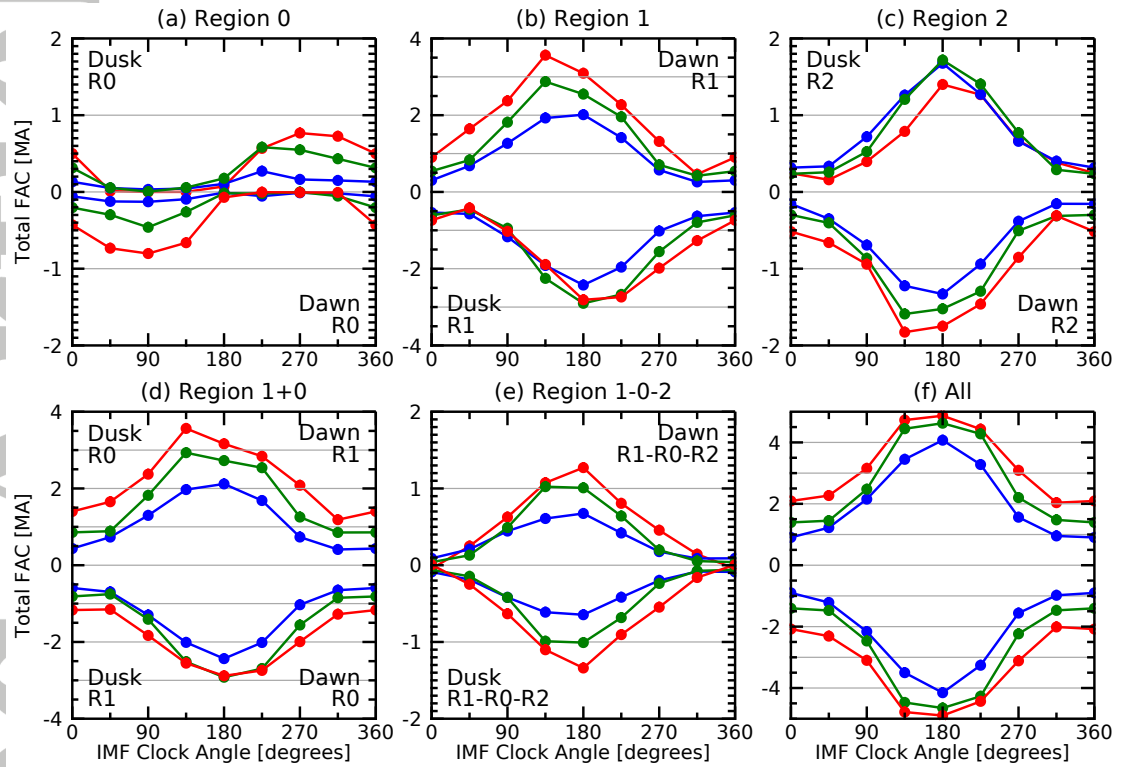 (a) Region 0
(b) Region 1
(c) Region 2
Total FAC [MA]
2
1
0
-1
-2
Dusk
R0
Dawn
R0
0 90 180 270 360
4
2
0
-2
-4
Dawn
R1
Dusk
R1
0 90 180 270 360
2
1
0
-1
-2
Dusk
R2
Dawn
R2
0 90 180 270 360
(d) Region 1+0
(e) Region 1-0-2
(f) All
Total FAC [MA]
4
2
0
-2
-4
Dusk
R0
Dawn
R1
Dusk
R1
Dawn
R0
0 90 180 270 360
IMF Clock Angle [degrees]
2
1
0
-1
-2
Dawn
R1-R0-R2
Dusk
R1-R0-R2
0 90 180 270 360
IMF Clock Angle [degrees]
4
2
0
-2
-4
0 90 180 270 360
IMF Clock Angle [degrees]